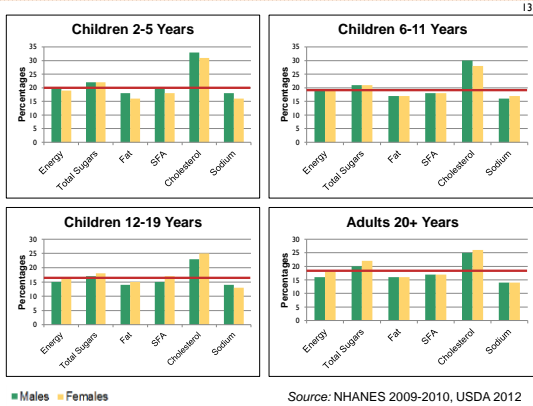 13
Children 2-5 Years
Percentages
35
30
25
20
15
10
5
0
Energy
Total Sugars
Fat
SFA
Cholesterol
Sodium
Children 6-11 Years
Percentages
35
30
25
20
15
10
5
0
Energy
Total Sugars
Fat
SFA
Cholesterol
Sodium
Children 12-19 Years
Percentages
30
25
20
15
10
5
0
Energy
Total Sugars
Fat
SFA
Cholesterol
Sodium
Adults 20+ Years
Percentages
30
25
20
15
10
5
0
Energy
Total Sugars
Fat
SFA
Cholesterol
Sodium
Males Females
Source: NHANES 2009-2010, USDA 2012